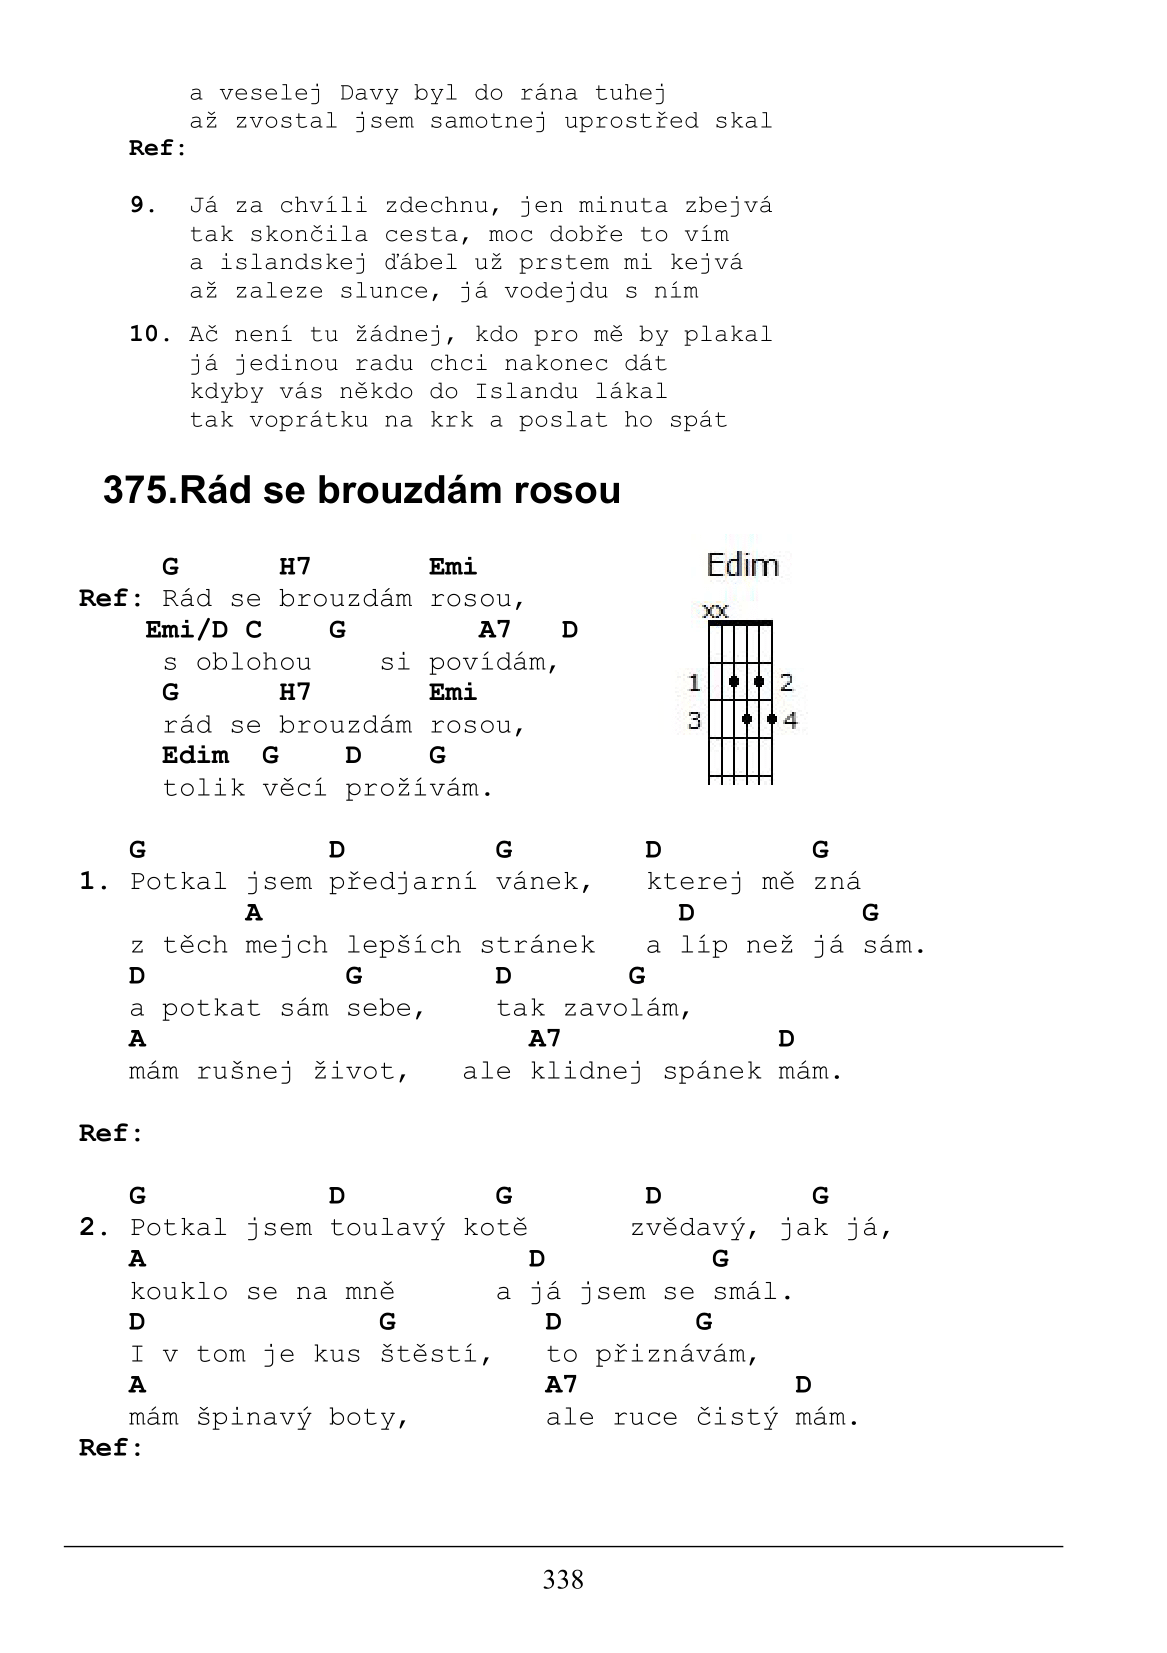 a veselej Davy byl do rána tuhej
až zvostal jsem samotnej uprostřed skal
Ref:
9. Já za chvíli zdechnu, jen minuta zbejvá
tak skončila cesta, moc dobře to vím
a islandskej ďábel už prstem mi kejvá
až zaleze slunce, já vodejdu s ním
10. Ač není tu žádnej, kdo pro mě by plakal
já jedinou radu chci nakonec dát
kdyby vás někdo do Islandu lákal
tak voprátku na krk a poslat ho spát
375.Rád se brouzdám rosou
G H7 Emi
Ref: Rád se brouzdám rosou,
Emi/D C G A7 D
s oblohou si povídám,
G H7 Emi
rád se brouzdám rosou,
Edim G D G
tolik věcí prožívám.
Edim
xx
1 2
3 4
G D G D G
1. Potkal jsem předjarní vánek, kterej mě zná
A D G
z těch mejch lepších stránek a líp než já sám.
D G D G
a potkat sám sebe, tak zavolám,
A A7 D
mám rušnej život, ale klidnej spánek mám.
Ref:
G D G D G
2. Potkal jsem toulavý kotě zvědavý, jak já,
A D G
kouklo se na mně a já jsem se smál.
D G D G
I v tom je kus štěstí, to přiznávám,
A A7 D
mám špinavý boty, ale ruce čistý mám.
Ref:
338